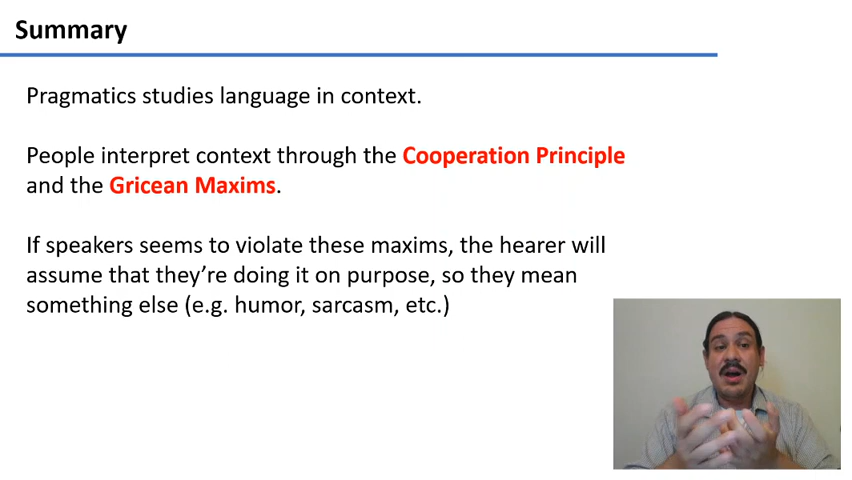 Summary
Pragmatics studies language in context.
People interpret context through the Cooperation Principle
and the Gricean Maxims.
If speakers seems to violate these maxims, the hearer will
assume that they’re doing it on purpose, so they mean
something else (e.g. humor, sarcasm, etc.)